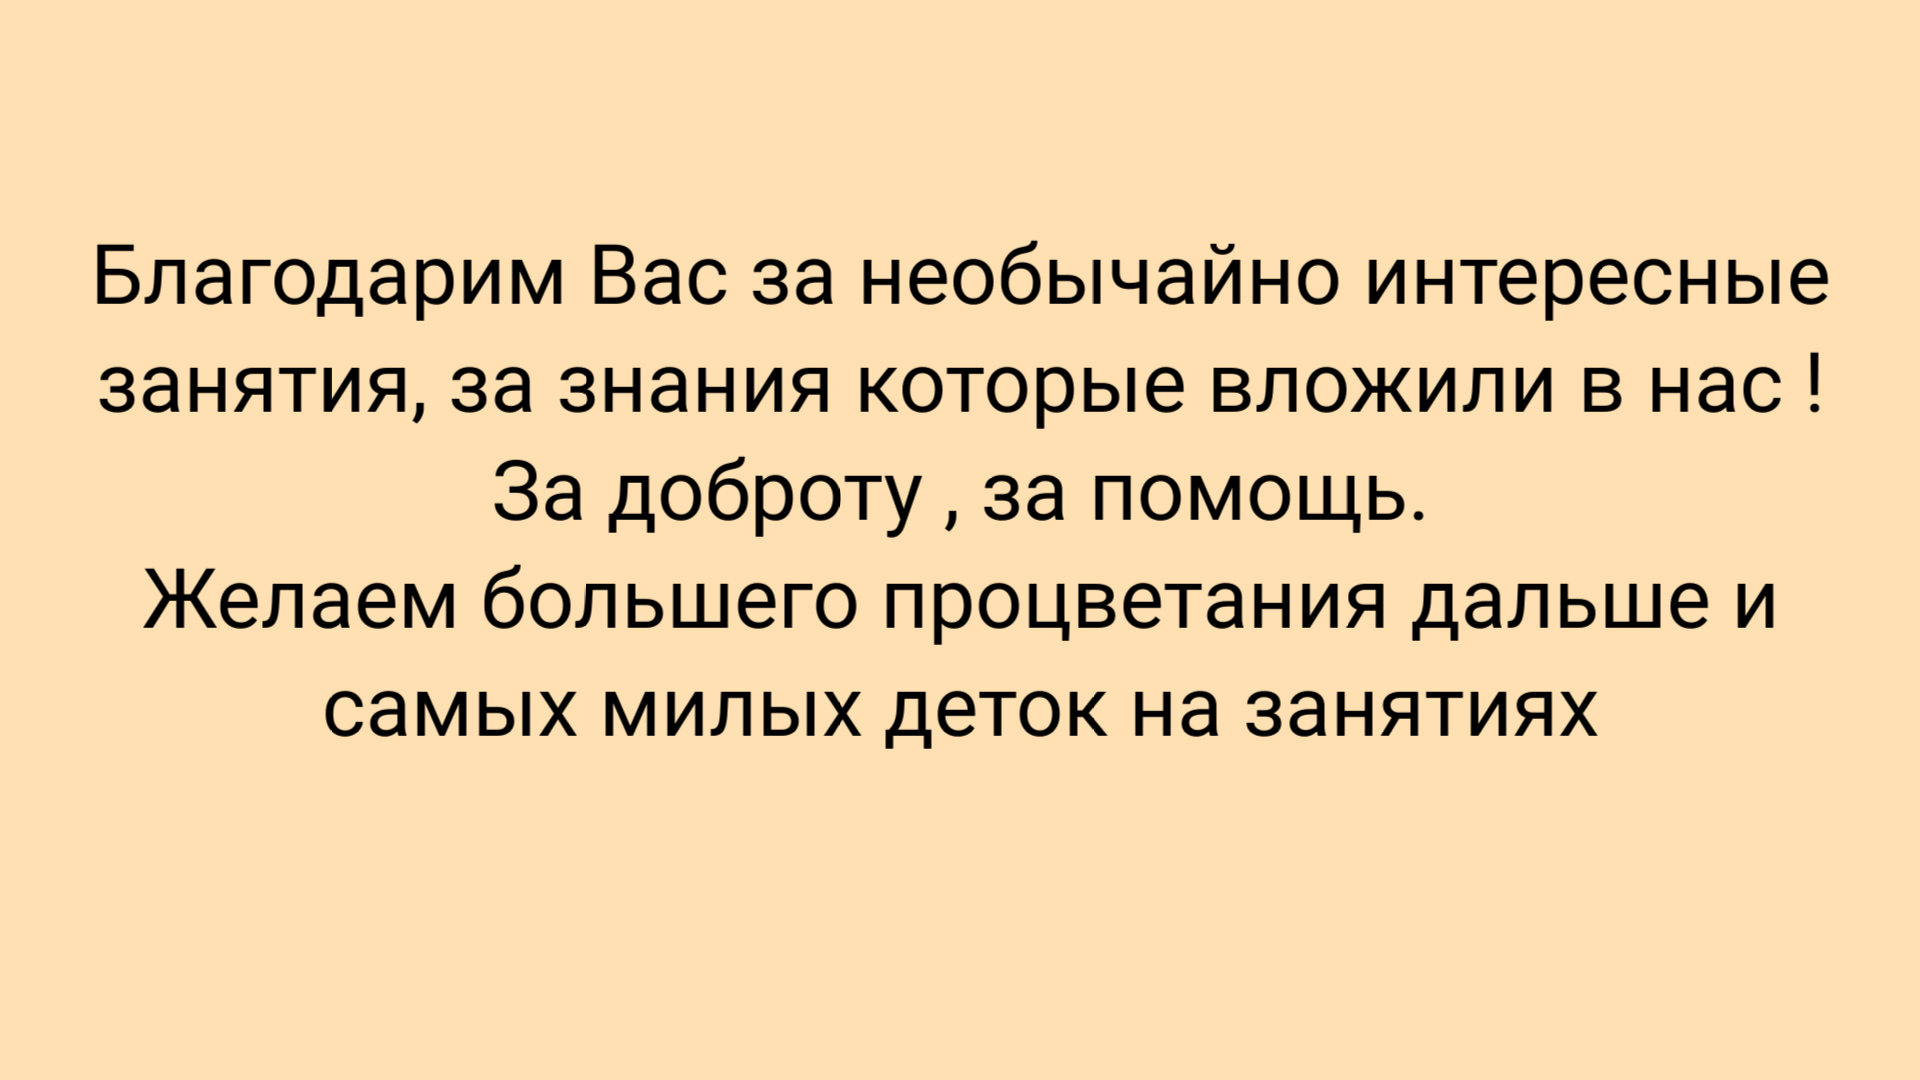 Благодарим Вас за необычайно интересные
занятия, за знания которые вложили в нас !
За доброту , за помощь.
Желаем большего процветания дальше и
самых милых деток на занятиях